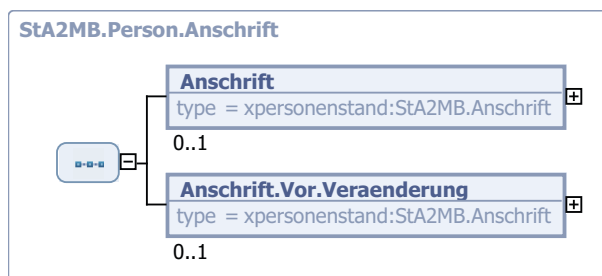 StA2MB.Person.Anschrift
Anschrift
type = xpersonenstand:StA2MB.Anschrift
0..1
Anschrift.Vor.Veraenderung
type = xpersonenstand:StA2MB.Anschrift
0..1